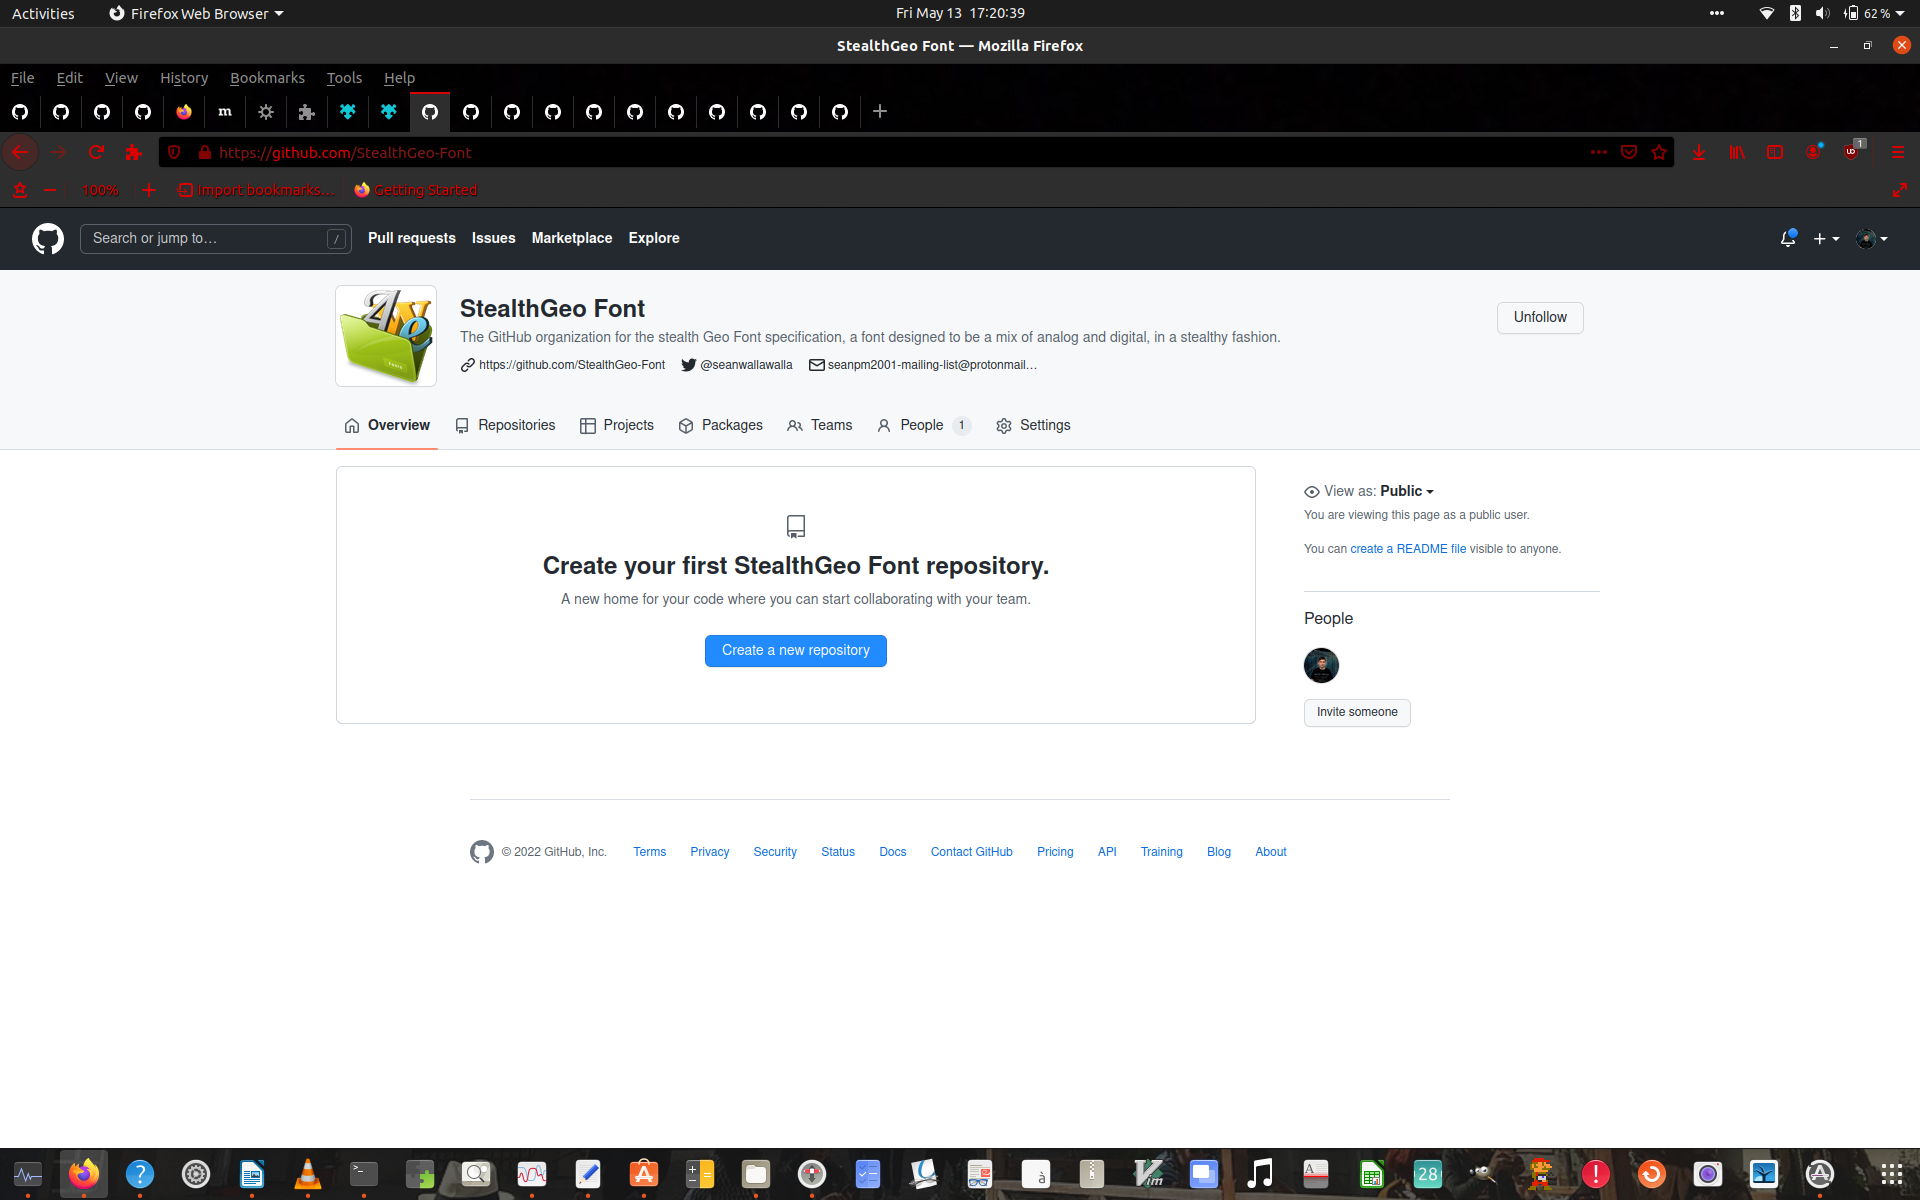 Activities Firefox Web Browser Fri May 13 17:20:39 62 %
StealthGeo Font — Mozilla Firefox
File Edit View History Bookmarks Tools Help
m
https://github.com/StealthGeo-Font 1
100% Import bookmarks... Getting Started
Search or jump to... / Pull requests Issues Marketplace Explore
StealthGeo Font
Unfollow
The GitHub organization for the stealth Geo Font specification, a font designed to be a mix of analog and digital, in a stealthy fashion.
https://github.com/StealthGeo-Font @seanwallawalla seanpm2001-mailing-list@protonmail...
Overview Repositories Projects Packages Teams People 1 Settings
View as: Public
You are viewing this page as a public user.
You can create a README file visible to anyone.
Create your first StealthGeo Font repository.
A new home for your code where you can start collaborating with your team.
Create a new repository
People
Invite someone
© 2022 GitHub, Inc. Terms Privacy Security Status Docs Contact GitHub Pricing API Training Blog About
28